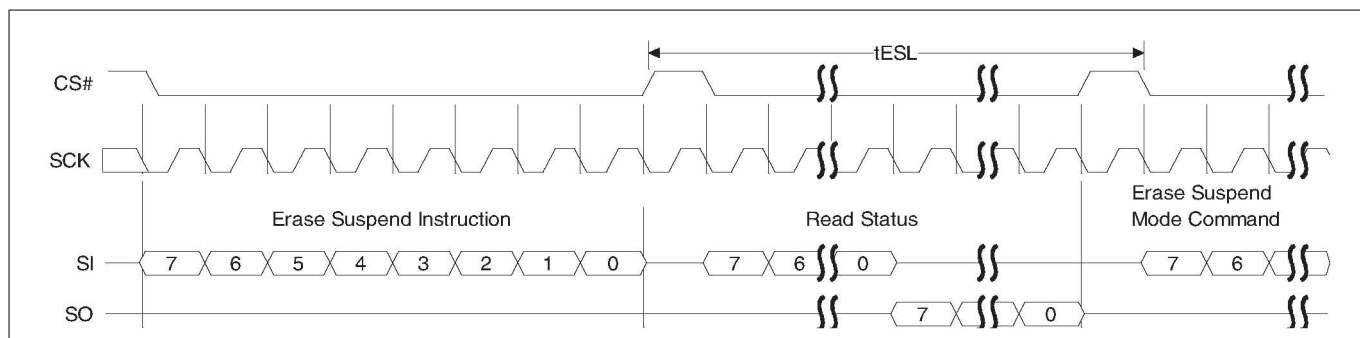 tESL
CS#
SCK
Erase Suspend Instruction
Read Status
Erase Suspend
Mode Command
SI 7 6 5 4 3 2 1 0 7 6 0 7 6
SO 7 0